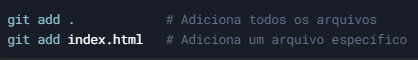 git add .            # Adiciona todos os arquivos
git add index.html   # Adiciona um arquivo específico